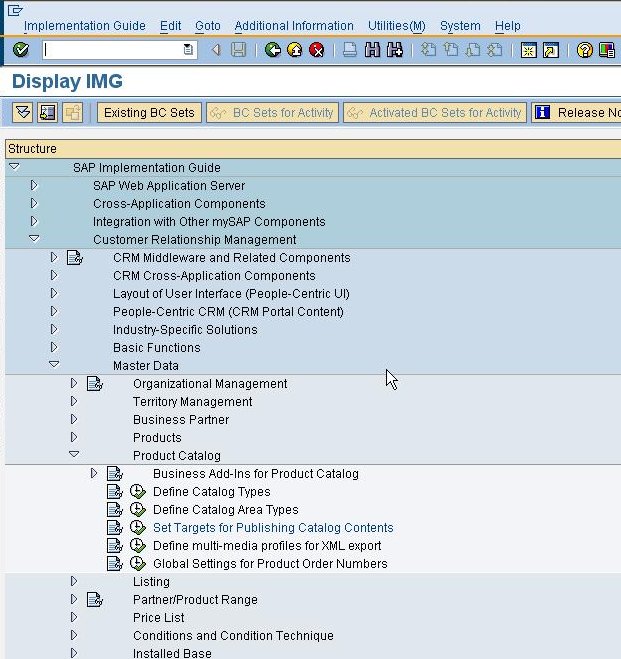 Implementation Guide Edit Goto Additional Information Utilities(M) System Help
Display IMG
Existing BC Sets BC Sets for Activity Activated BC Sets for Activity Release No
Structure
SAP Implementation Guide
SAP Web Application Server
Cross-Application Components
Integration with Other mySAP Components
Customer Relationship Management
CRM Middleware and Related Components
CRM Cross-Application Components
Layout of User Interface (People-Centric UI)
People-Centric CRM (CRM Portal Content)
Industry-Specific Solutions
Basic Functions
Master Data
Organizational Management
Territory Management
Business Partner
Products
Product Catalog
Business Add-Ins for Product Catalog
Define Catalog Types
Define Catalog Area Types
Set Targets for Publishing Catalog Contents
Define multi-media profiles for XML export
Global Settings for Product Order Numbers
Listing
Partner/Product Range
Price List
Conditions and Condition Technique
Installed Base